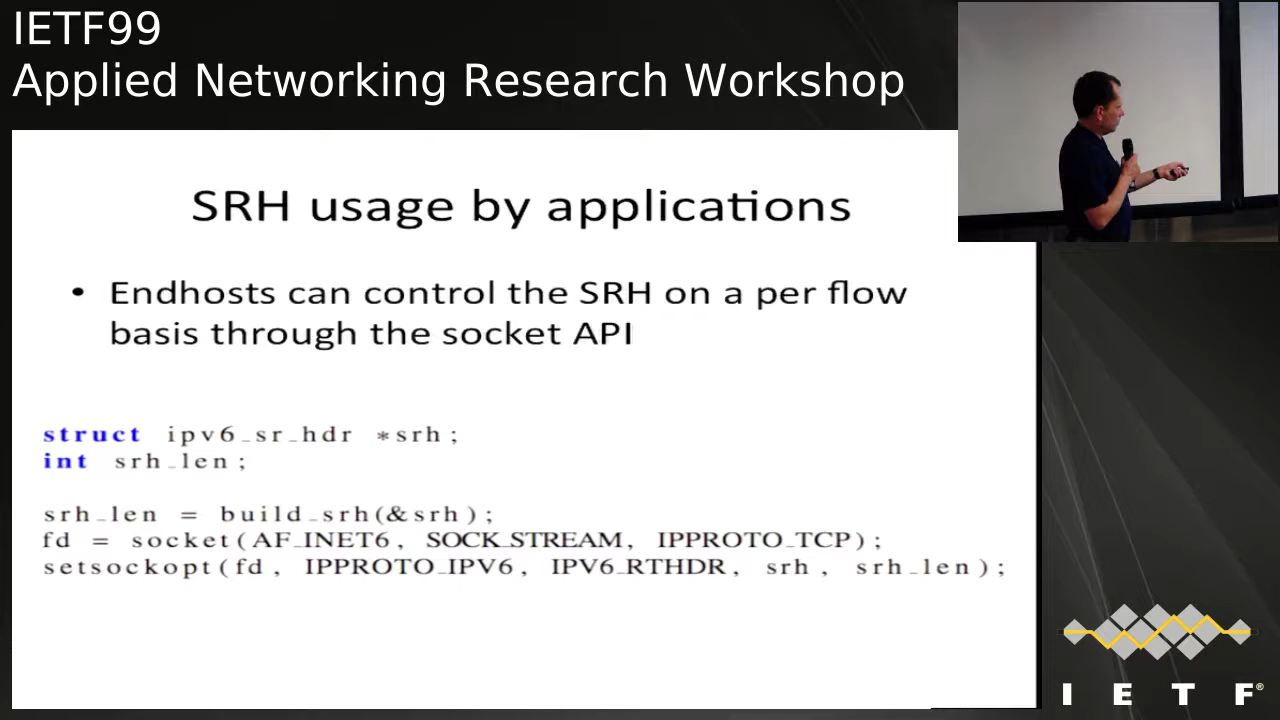 IETF99
Applied Networking Research Workshop
SRH usage by applications
• Endhosts can control the SRH on a per flow
basis through the socket API
struct ipv6_sr_hdr *srh;
int srh_len;
srh_len = build_srh(&srh);
fd = socket(AF_INET6, SOCK_STREAM, IPPROTO_TCP);
setsockopt(fd, IPPROTO_IPV6, IPV6_RTHDR, srh, srh_len);
I E T F®